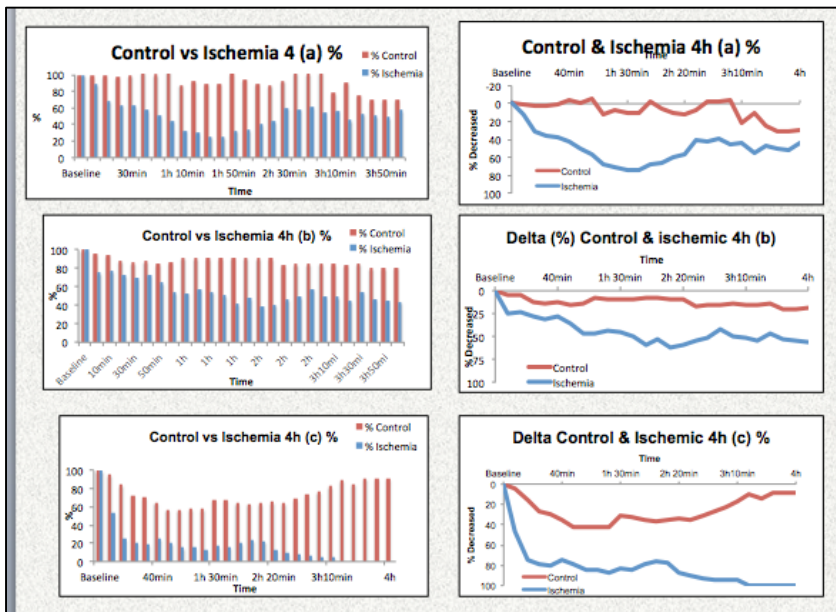 Control vs Ischemia 4 (a) %
% Control
% Ischemia
100
80
60
40
20
0
%
Baseline 30min 1h 10min 1h 50min 2h 30min 3h10min 3h50min
Time
Control & Ischemia 4h (a) %
Time
Baseline 40min 1h 30min 2h 20min 3h10min 4h
-20
0
20
40
60
80
100
% Decreased
Control
Ischemia
Control vs Ischemia 4h (b) %
% Control
% Ischemia
100
80
60
40
20
0
%
Baseline 10min 30min 50min 1h 1h 1h 2h 2h 2h 3h10mi 3h30mi 3h50mi
Time
Delta (%) Control & ischemic 4h (b)
Time
Baseline 40min 1h 30min 2h 20min 3h10min 4h
0
25
50
75
100
% Decreased
Control
Ischemia
Control vs Ischemia 4h (c) %
% Control
% Ischemia
100
80
60
40
20
0
%
Baseline 40min 1h 30min 2h 20min 3h10min 4h
Time
Delta Control & Ischemic 4h (c) %
Time
Baseline 40min 1h 30min 2h 20min 3h10min 4h
0
20
40
60
80
100
% Decreased
Control
Ischemia